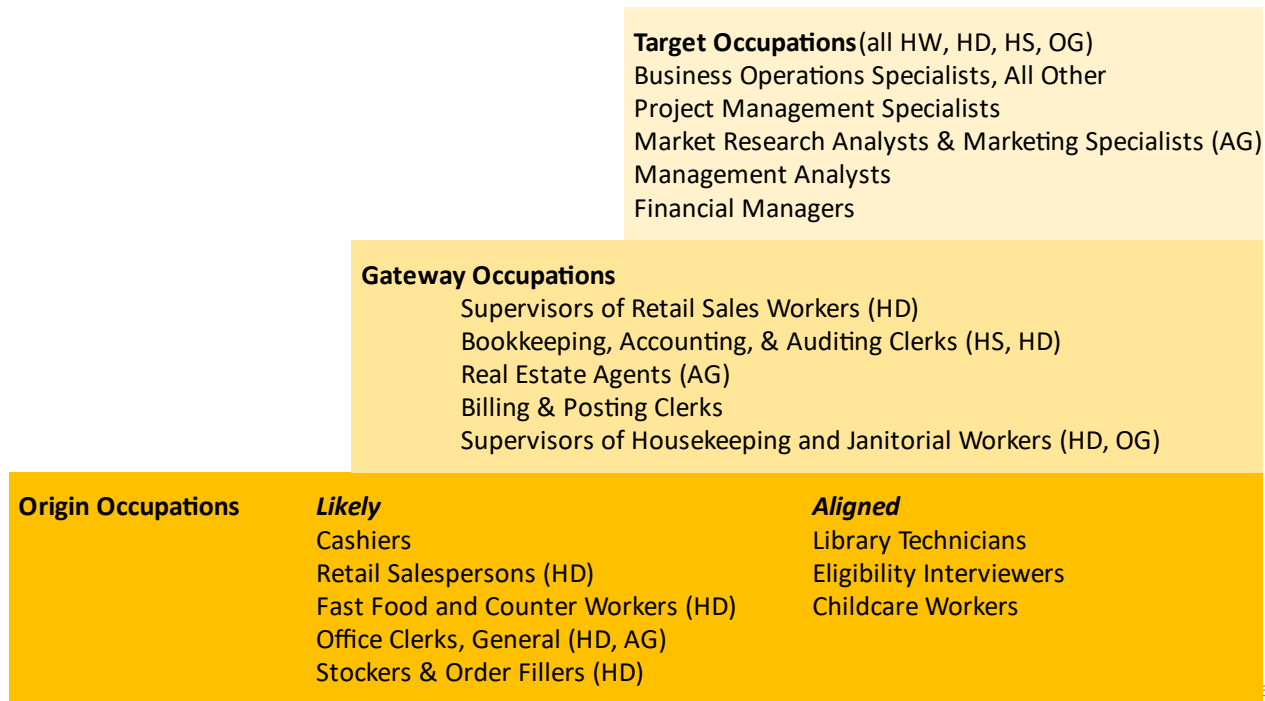 Target Occupations(all HW, HD, HS, OG)
Business Operations Specialists, All Other
Project Management Specialists
Market Research Analysts & Marketing Specialists (AG)
Management Analysts
Financial Managers
Gateway Occupations
Supervisors of Retail Sales Workers (HD)
Bookkeeping, Accounting, & Auditing Clerks (HS, HD)
Real Estate Agents (AG)
Billing & Posting Clerks
Supervisors of Housekeeping and Janitorial Workers (HD, OG)
Origin Occupations
Likely
Cashiers
Retail Salespersons (HD)
Fast Food and Counter Workers (HD)
Office Clerks, General (HD, AG)
Stockers & Order Fillers (HD)
Aligned
Library Technicians
Eligibility Interviewers
Childcare Workers